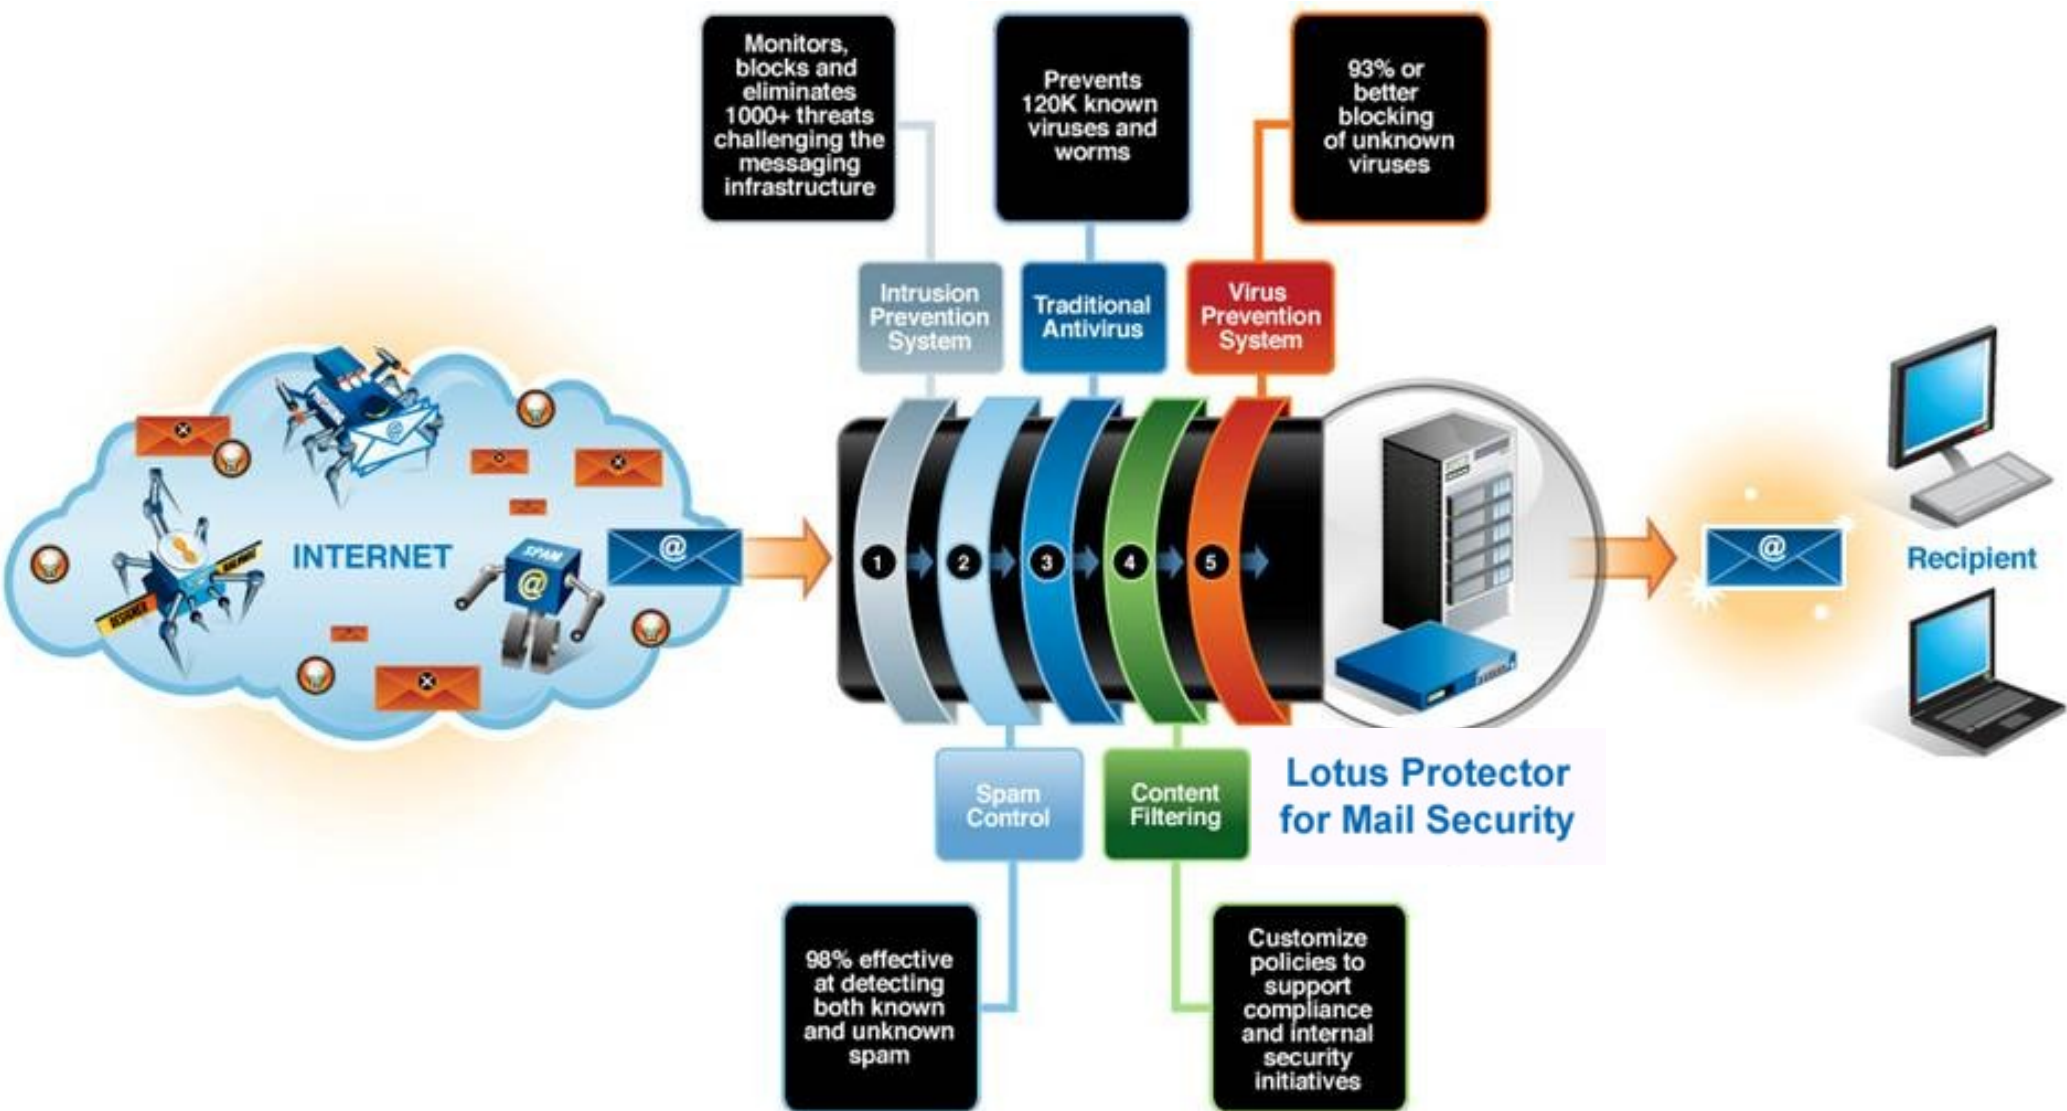 Monitors,
blocks and
eliminates
1000+ threats
challenging the
messaging
infrastructure
Prevents
120K known
viruses and
worms
93% or
better
blocking
of unknown
viruses
Intrusion
Prevention
System
Traditional
Antivirus
Virus
Prevention
System
INTERNET
SPAM
@
DESIGNER
@
@
1
2
3
4
5
@
Recipient
Spam
Control
Content
Filtering
Lotus Protector
for Mail Security
98% effective
at detecting
both known
and unknown
spam
Customize
policies to
support
compliance
and internal
security
initiatives